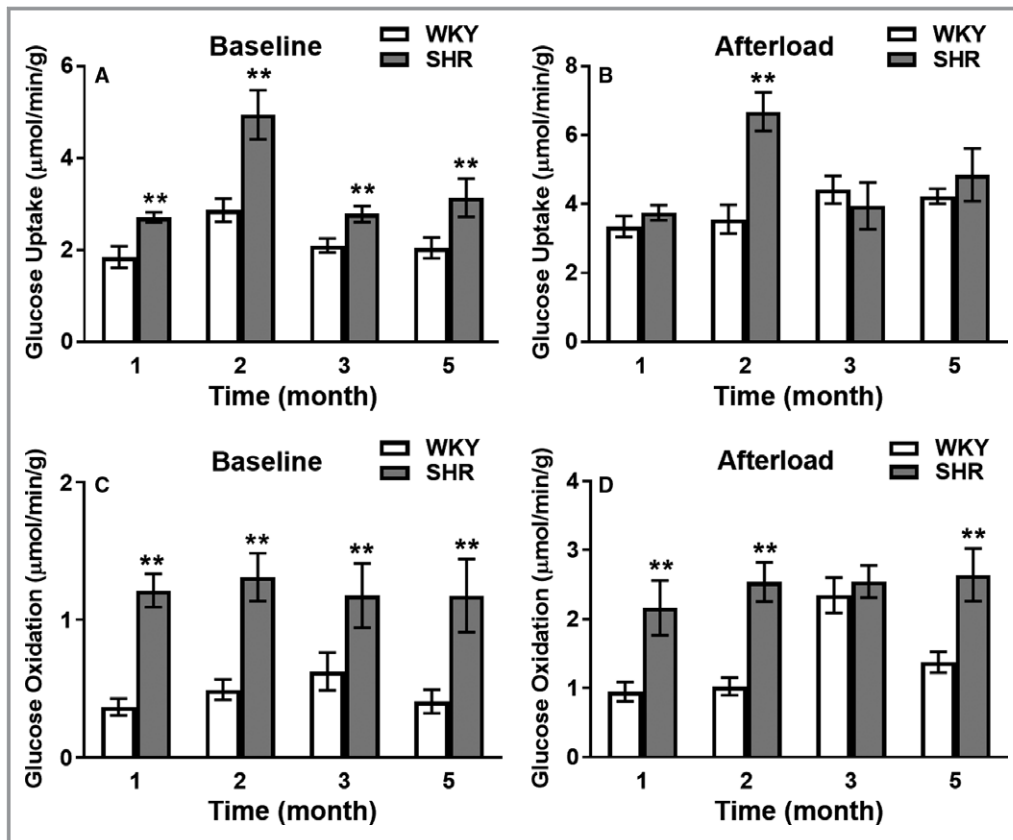 Baseline
WKY
SHR
A
Glucose Uptake (µmol/min/g)
6
4
2
0
**
**
**
**
1 2 3 5
Time (month)
Afterload
WKY
SHR
B
Glucose Uptake (µmol/min/g)
8
6
4
2
0
**
1 2 3 5
Time (month)
Baseline
WKY
SHR
C
Glucose Oxidation (µmol/min/g)
2
1
0
**
**
**
**
1 2 3 5
Time (month)
Afterload
WKY
SHR
D
Glucose Oxidation (µmol/min/g)
4
3
2
1
0
**
**
**
1 2 3 5
Time (month)